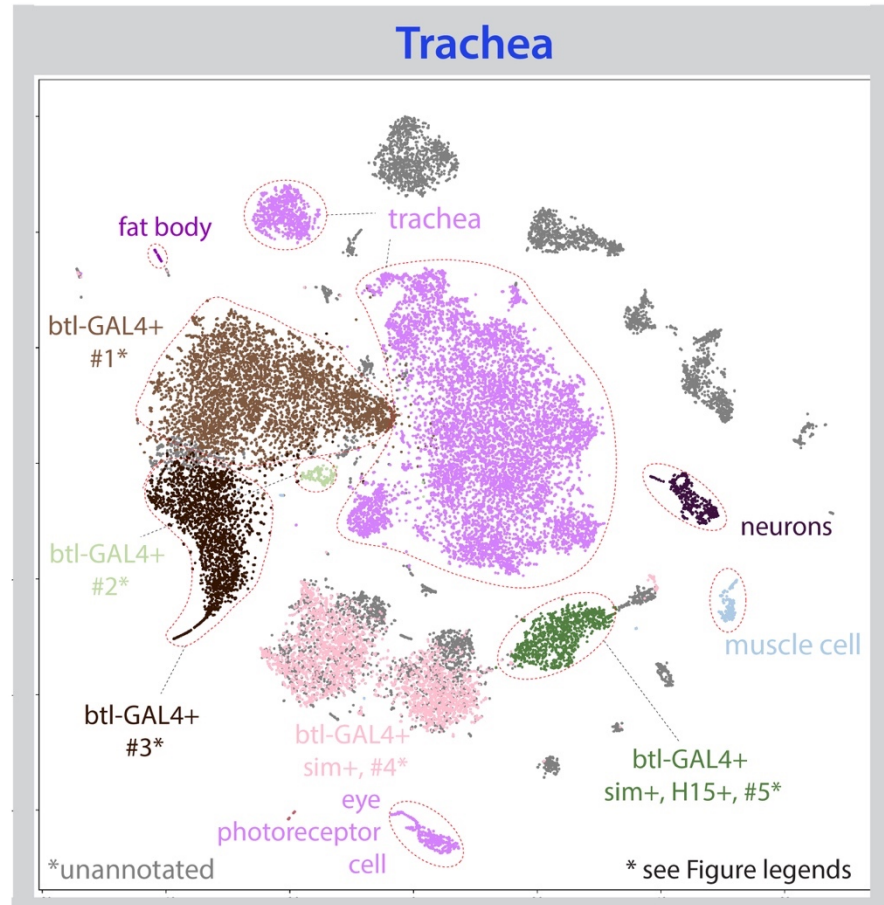 Trachea
trachea
fat body
btl-GAL4+
#1*
btl-GAL4+
#2*
neurons
muscle cell
btl-GAL4+
#3*
btl-GAL4+
sim+, #4*
btl-GAL4+
sim+, H15+, #5*
eye
photoreceptor
cell
*unannotated
* see Figure legends